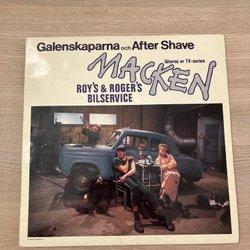 Galenskaparna och After Shave
MACKEN
låtarna ur TV-serien
ROY'S & ROGER'S
BILSERVICE